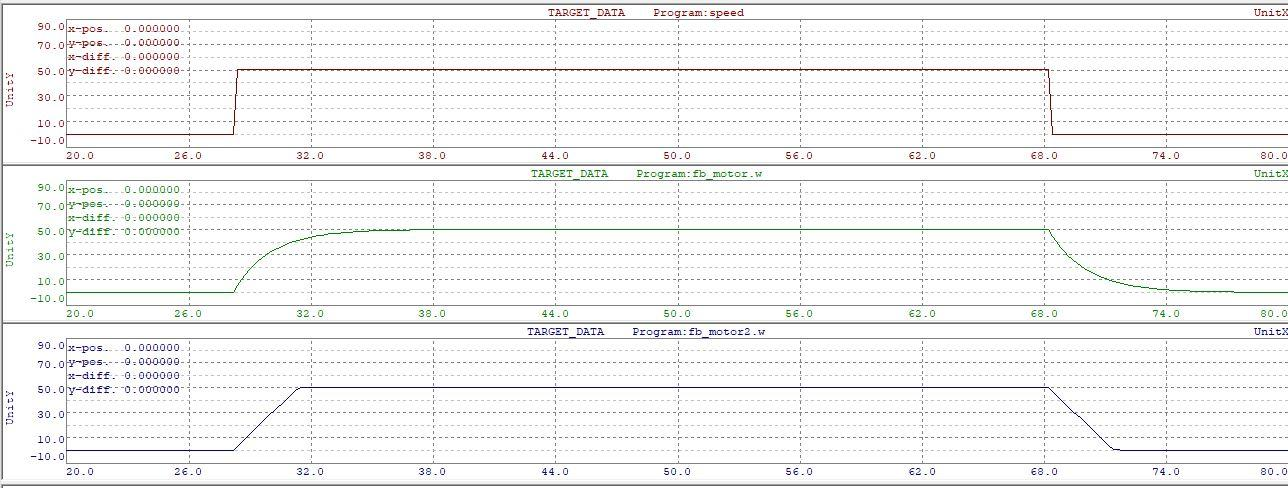 TARGET_DATA Program:speed UnitX
90.0
x-pos. 0.000000
y-pos. 0.000000
70.0
x-diff. 0.000000
50.0
y-diff. 0.000000
UnitY
30.0
10.0
-10.0
20.0 26.0 32.0 38.0 44.0 50.0 56.0 62.0 68.0 74.0 80.0
TARGET_DATA Program:fb_motor.w UnitX
90.0
x-pos. 0.000000
y-pos. 0.000000
70.0
x-diff. 0.000000
50.0
y-diff. 0.000000
UnitY
30.0
10.0
-10.0
20.0 26.0 32.0 38.0 44.0 50.0 56.0 62.0 68.0 74.0 80.0
TARGET_DATA Program:fb_motor2.w UnitX
90.0
x-pos. 0.000000
y-pos. 0.000000
70.0
x-diff. 0.000000
50.0
y-diff. 0.000000
UnitY
30.0
10.0
-10.0
20.0 26.0 32.0 38.0 44.0 50.0 56.0 62.0 68.0 74.0 80.0